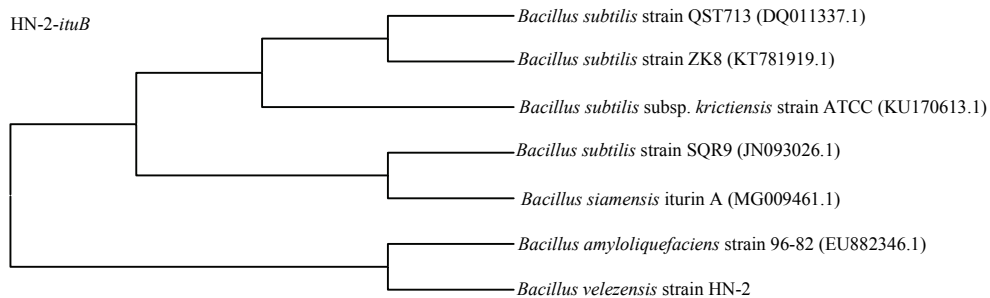 HN-2-ituB
Bacillus subtilis strain QST713 (DQ011337.1)
Bacillus subtilis strain ZK8 (KT781919.1)
Bacillus subtilis subsp. krictiensis strain ATCC (KU170613.1)
Bacillus subtilis strain SQR9 (JN093026.1)
Bacillus siamensis iturin A (MG009461.1)
Bacillus amyloliquefaciens strain 96-82 (EU882346.1)
Bacillus velezensis strain HN-2